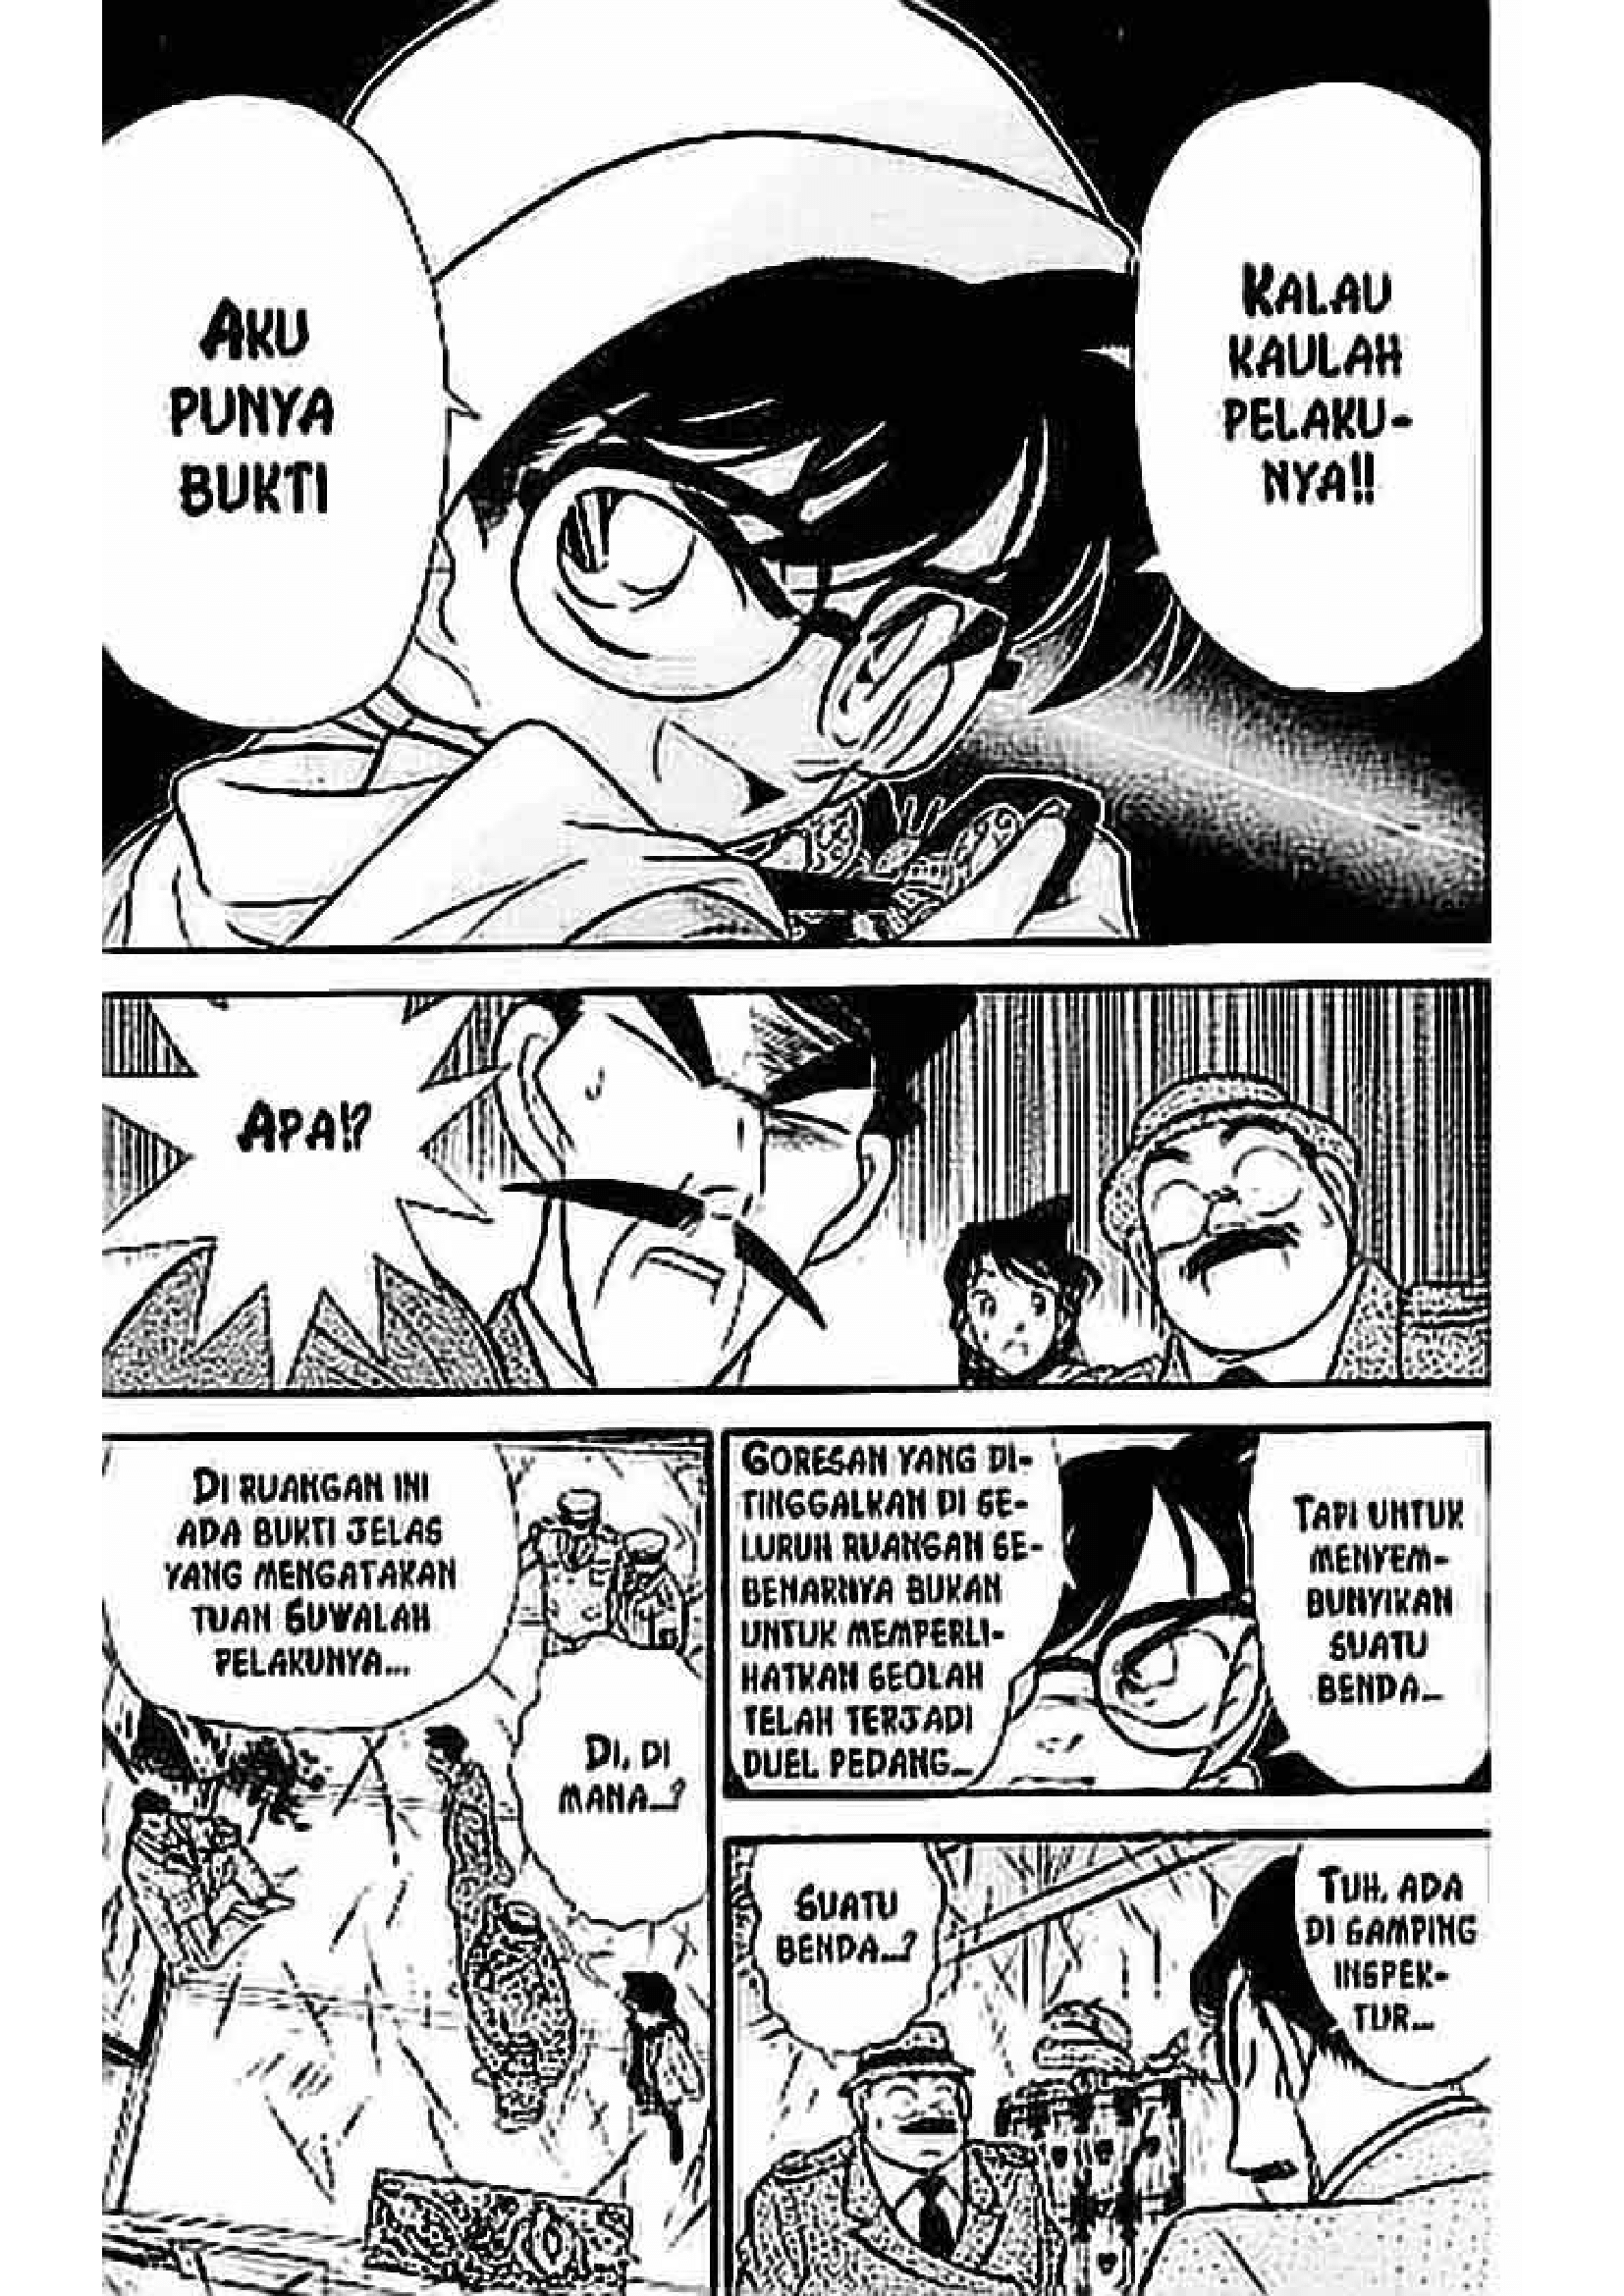 KALAU
KAULAH
PELAKU-
NYA!!
AKU
PUNYA
BUKTI
APA!?
TAPI UNTUK
MENYEM-
BUNYIKAN
SUATU
BENDA...
GORESAN YANG DI-
TINGGALKAN DI SE-
LURUH RUANGAN SE-
BENARNYA BUKAN
UNTUK MEMPERLI-
HATKAN SEOLAH
TELAH TERJADI
DUEL PEDANG...
TUH, ADA
DI SAMPING
INSPEK-
TUR...
SUATU
BENDA...?
DI RUANGAN INI
ADA BUKTI JELAS
YANG MENGATAKAN
TUAN SUWALAH
PELAKUNYA...
DI, DI
MANA...?